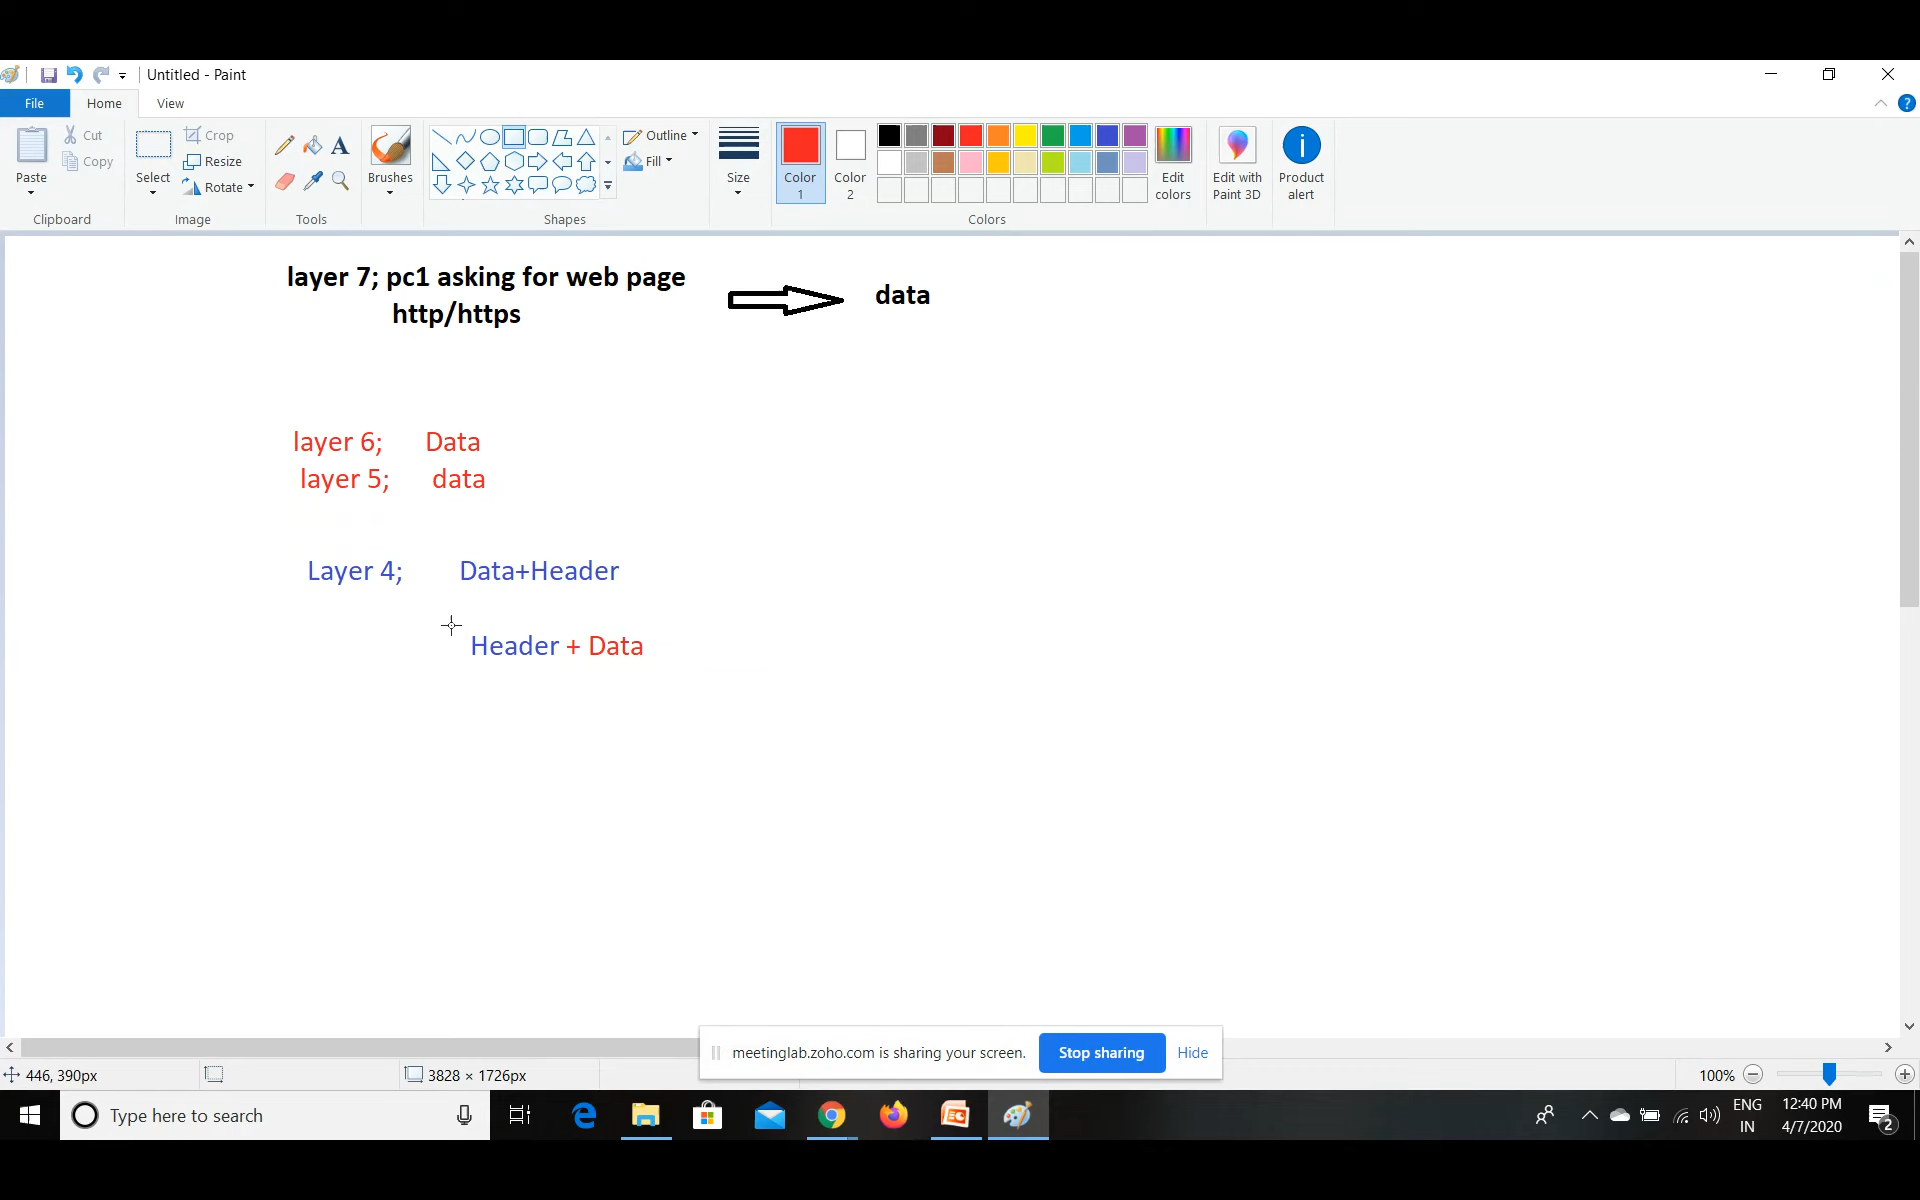 Untitled - Paint
File Home View
Paste
Cut
Copy
Clipboard
Select
Crop
Resize
Rotate
Image
Tools
Brushes
Shapes
Outline
Fill
Size
Color 1
Color 2
Colors
Edit colors
Edit with Paint 3D
Product alert
layer 7; pc1 asking for web page
http/https
data
layer 6; Data
layer 5; data
Layer 4; Data+Header
Header + Data
meetinglab.zoho.com is sharing your screen. Stop sharing Hide
446, 390px
3828 × 1726px
100%
Type here to search
ENG
IN
12:40 PM
4/7/2020
2